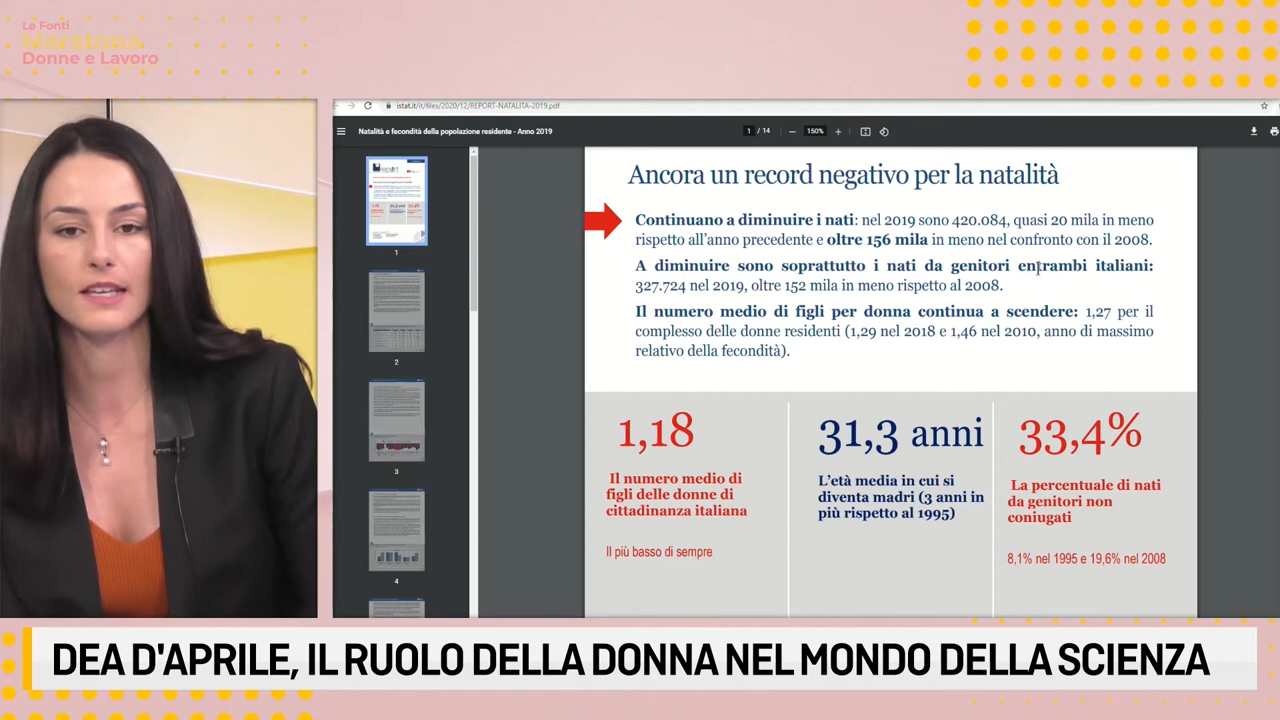 Le Fonti
Maratona
Donne e Lavoro
istat.it/it/files/2020/12/REPORT-NATALITA-2019.pdf
Natalità e fecondità della popolazione residente - Anno 2019
1 / 14
150%
1
2
3
4
Ancora un record negativo per la natalità
Continuano a diminuire i nati: nel 2019 sono 420.084, quasi 20 mila in meno
rispetto all'anno precedente e oltre 156 mila in meno nel confronto con il 2008.
A diminuire sono soprattutto i nati da genitori entrambi italiani:
327.724 nel 2019, oltre 152 mila in meno rispetto al 2008.
Il numero medio di figli per donna continua a scendere: 1,27 per il
complesso delle donne residenti (1,29 nel 2018 e 1,46 nel 2010, anno di massimo
relativo della fecondità).
1,18
Il numero medio di
figli delle donne di
cittadinanza italiana
Il più basso di sempre
31,3 anni
L'età media in cui si
diventa madri (3 anni in
più rispetto al 1995)
33,4%
La percentuale di nati
da genitori non
coniugati
8,1% nel 1995 e 19,6% nel 2008
DEA D'APRILE, IL RUOLO DELLA DONNA NEL MONDO DELLA SCIENZA